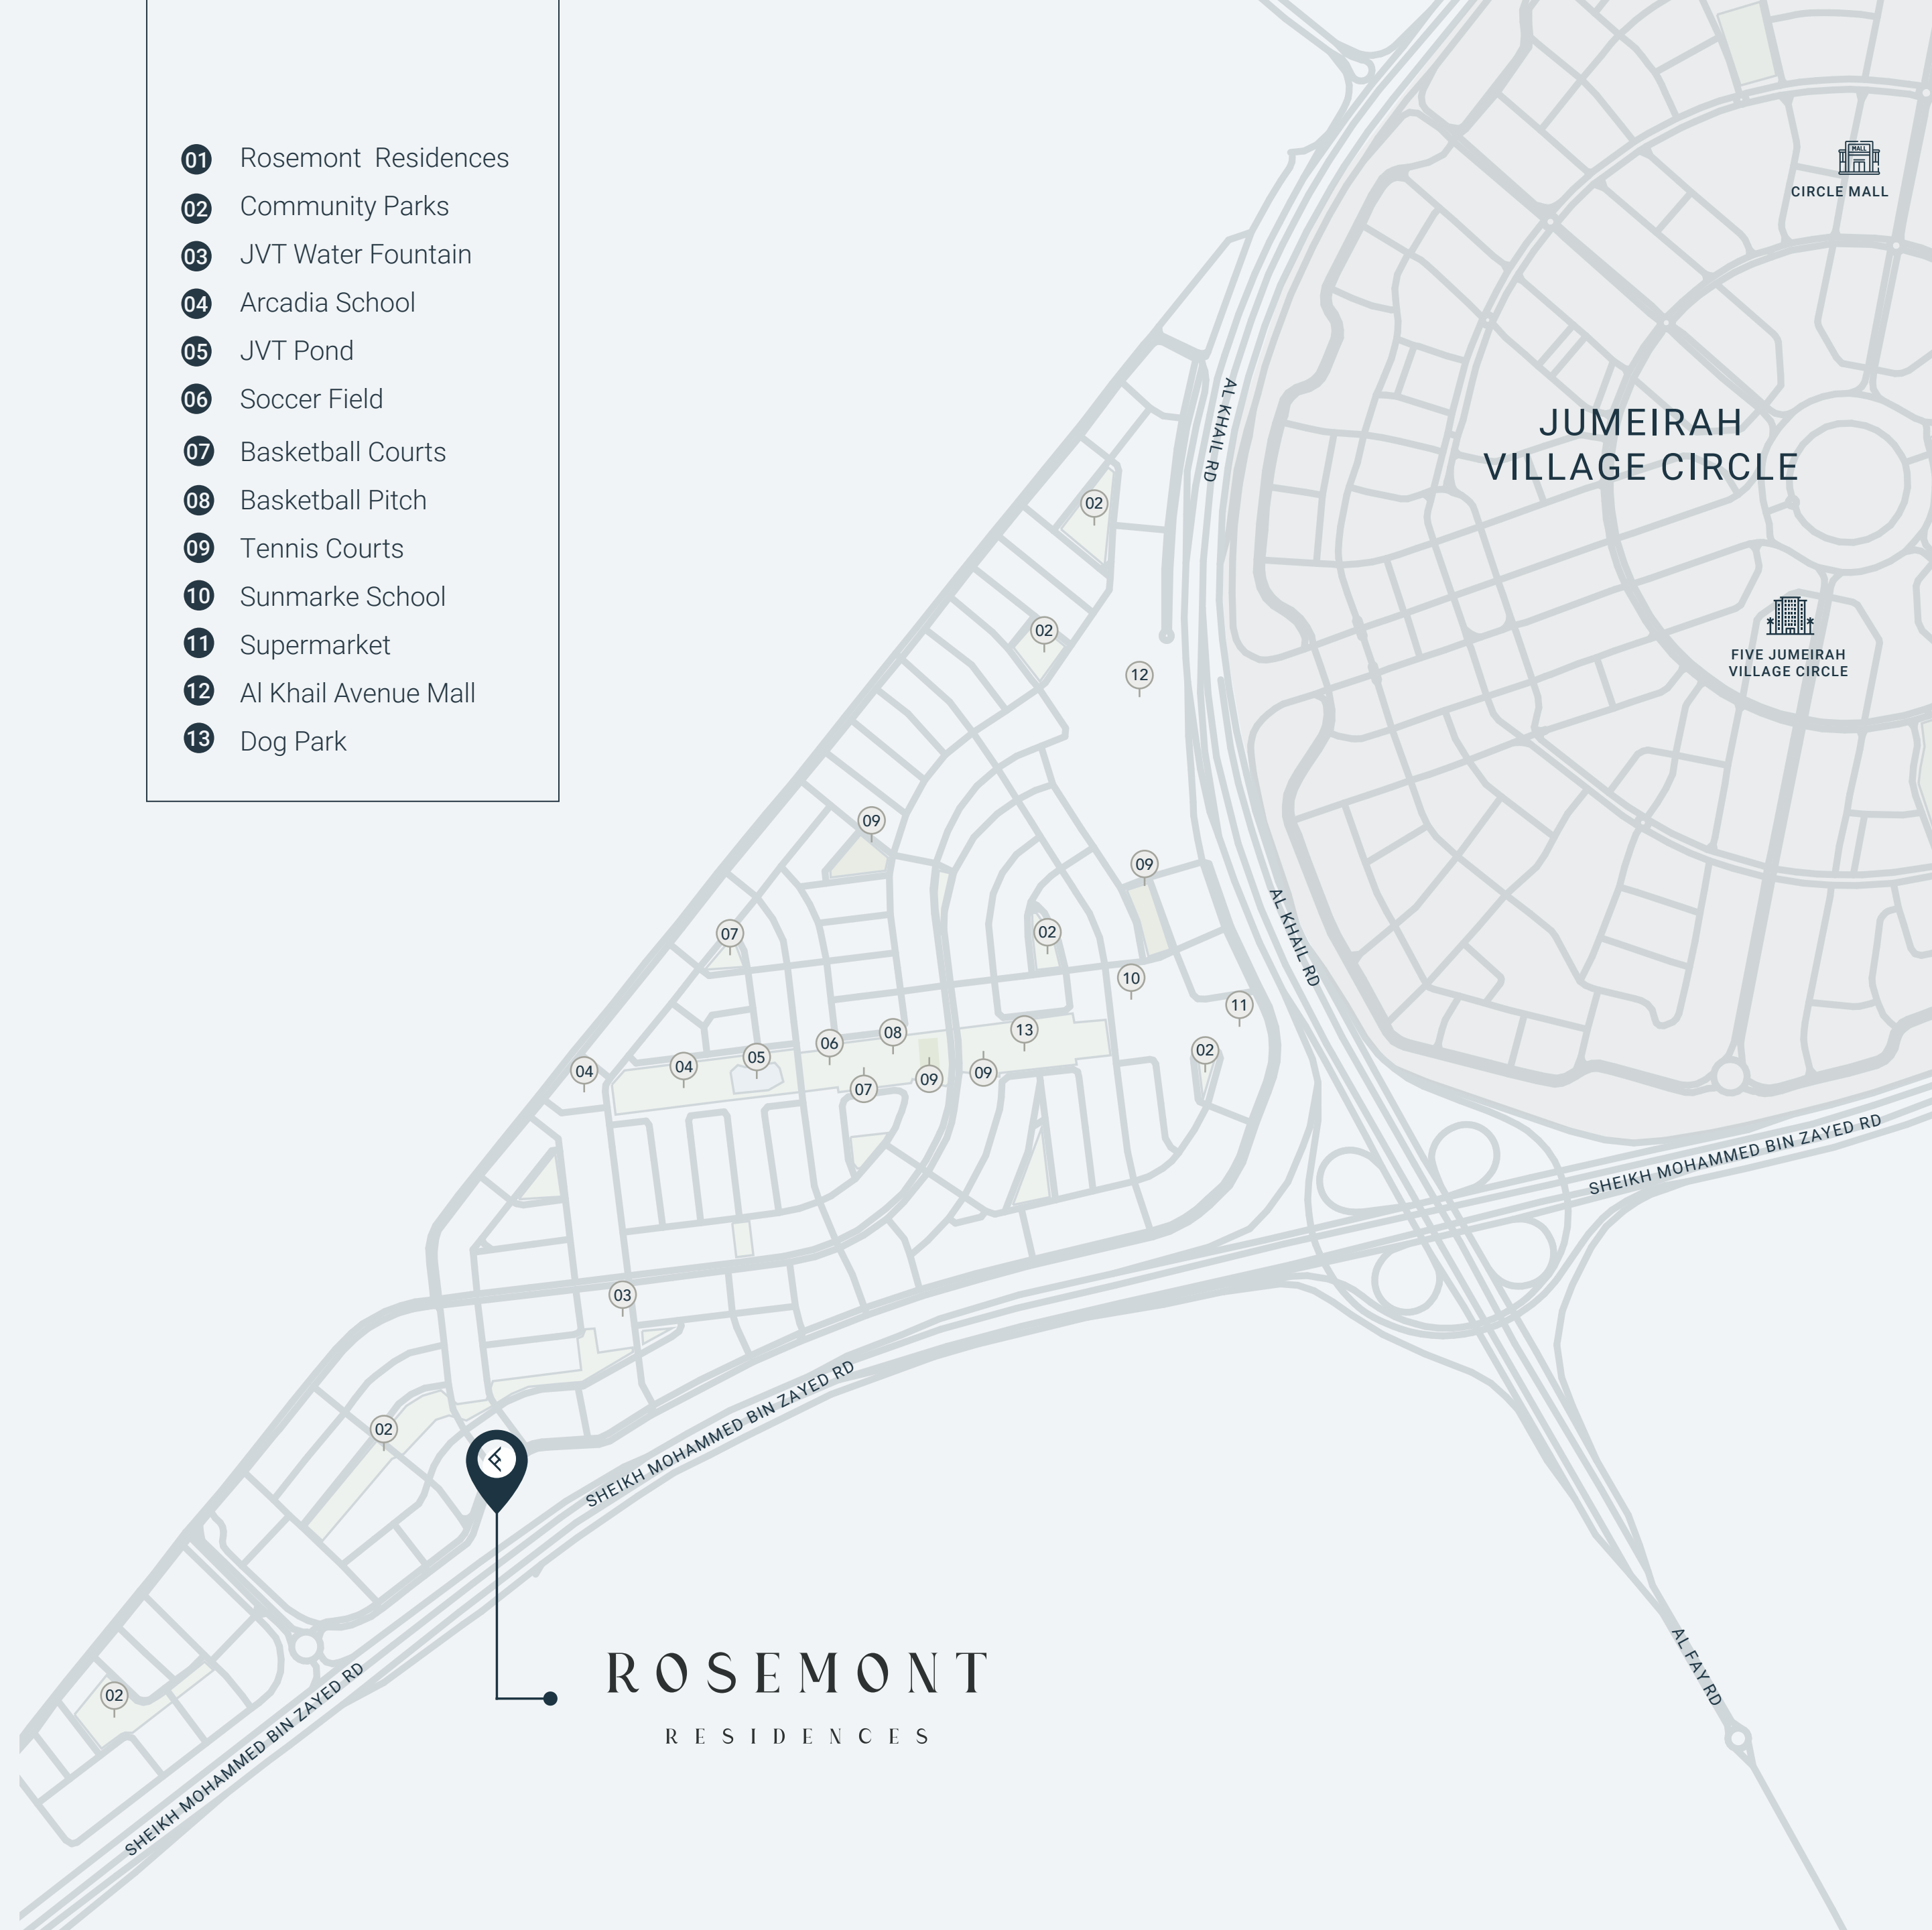 01 Rosemont Residences
02 Community Parks
03 JVT Water Fountain
04 Arcadia School
05 JVT Pond
06 Soccer Field
07 Basketball Courts
08 Basketball Pitch
09 Tennis Courts
10 Sunmarke School
11 Supermarket
12 Al Khail Avenue Mall
13 Dog Park
MALL
CIRCLE MALL
AL KHAIL RD
JUMEIRAH
VILLAGE CIRCLE
02
FIVE JUMEIRAH
VILLAGE CIRCLE
02
12
09
09
AL KHAIL RD
07
02
10
11
13
08
06
02
05
04
04
09
09
07
SHEIKH MOHAMMED BIN ZAYED RD
03
SHEIKH MOHAMMED BIN ZAYED RD
02
AL FAY RD
ROSEMONT
RESIDENCES
02
SHEIKH MOHAMMED BIN ZAYED RD